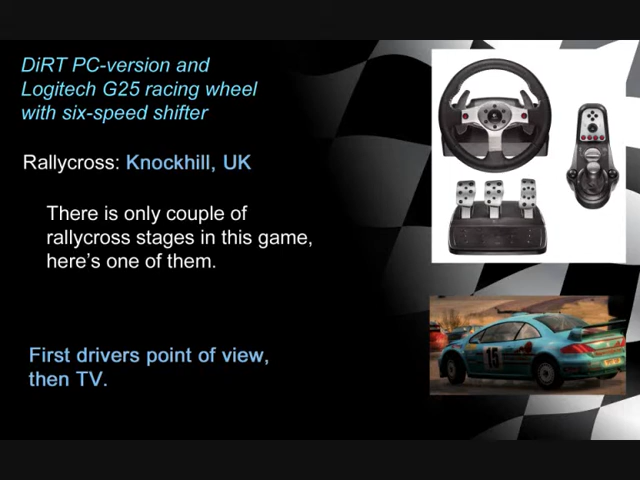 DiRT PC-version and
Logitech G25 racing wheel
with six-speed shifter
Rallycross: Knockhill, UK
There is only couple of
rallycross stages in this game,
here's one of them.
First drivers point of view,
then TV.
15